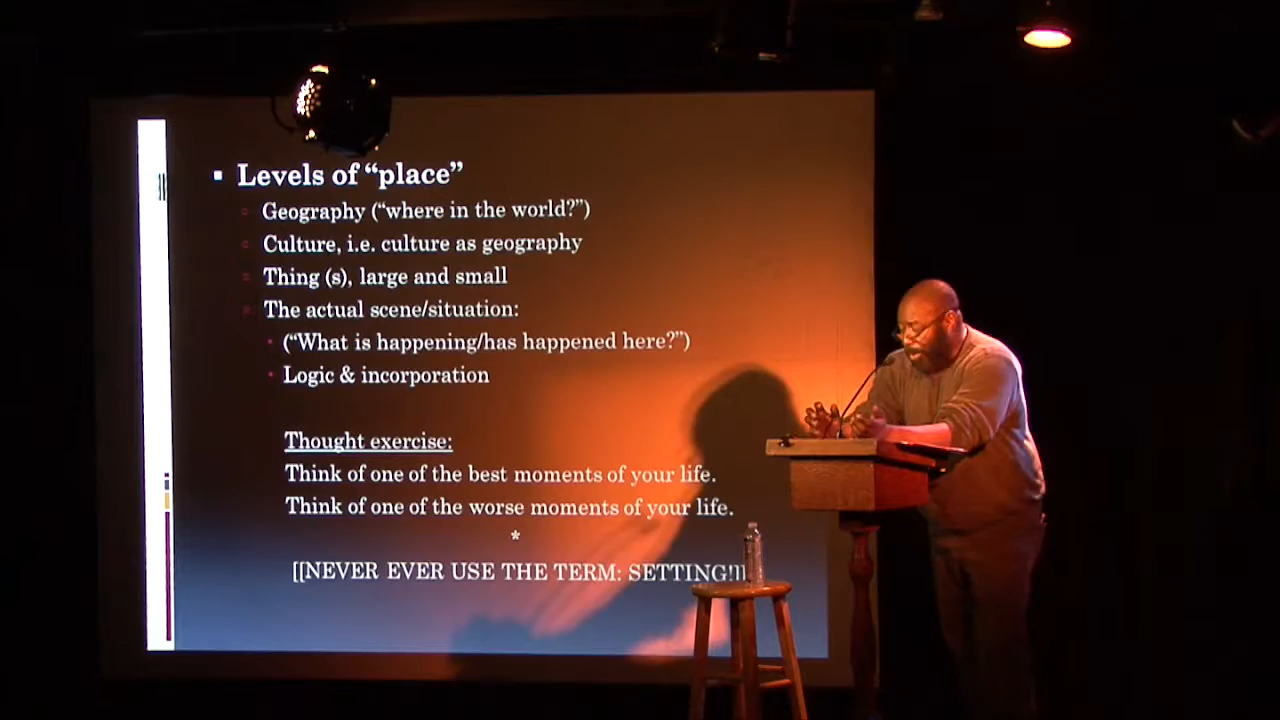 Levels of “place”
Geography (“where in the world?”)
Culture, i.e. culture as geography
Thing (s), large and small
The actual scene/situation:
(“What is happening/has happened here?”)
Logic & incorporation
Thought exercise:
Think of one of the best moments of your life.
Think of one of the worse moments of your life.
*
[[NEVER EVER USE THE TERM: SETTING!]]